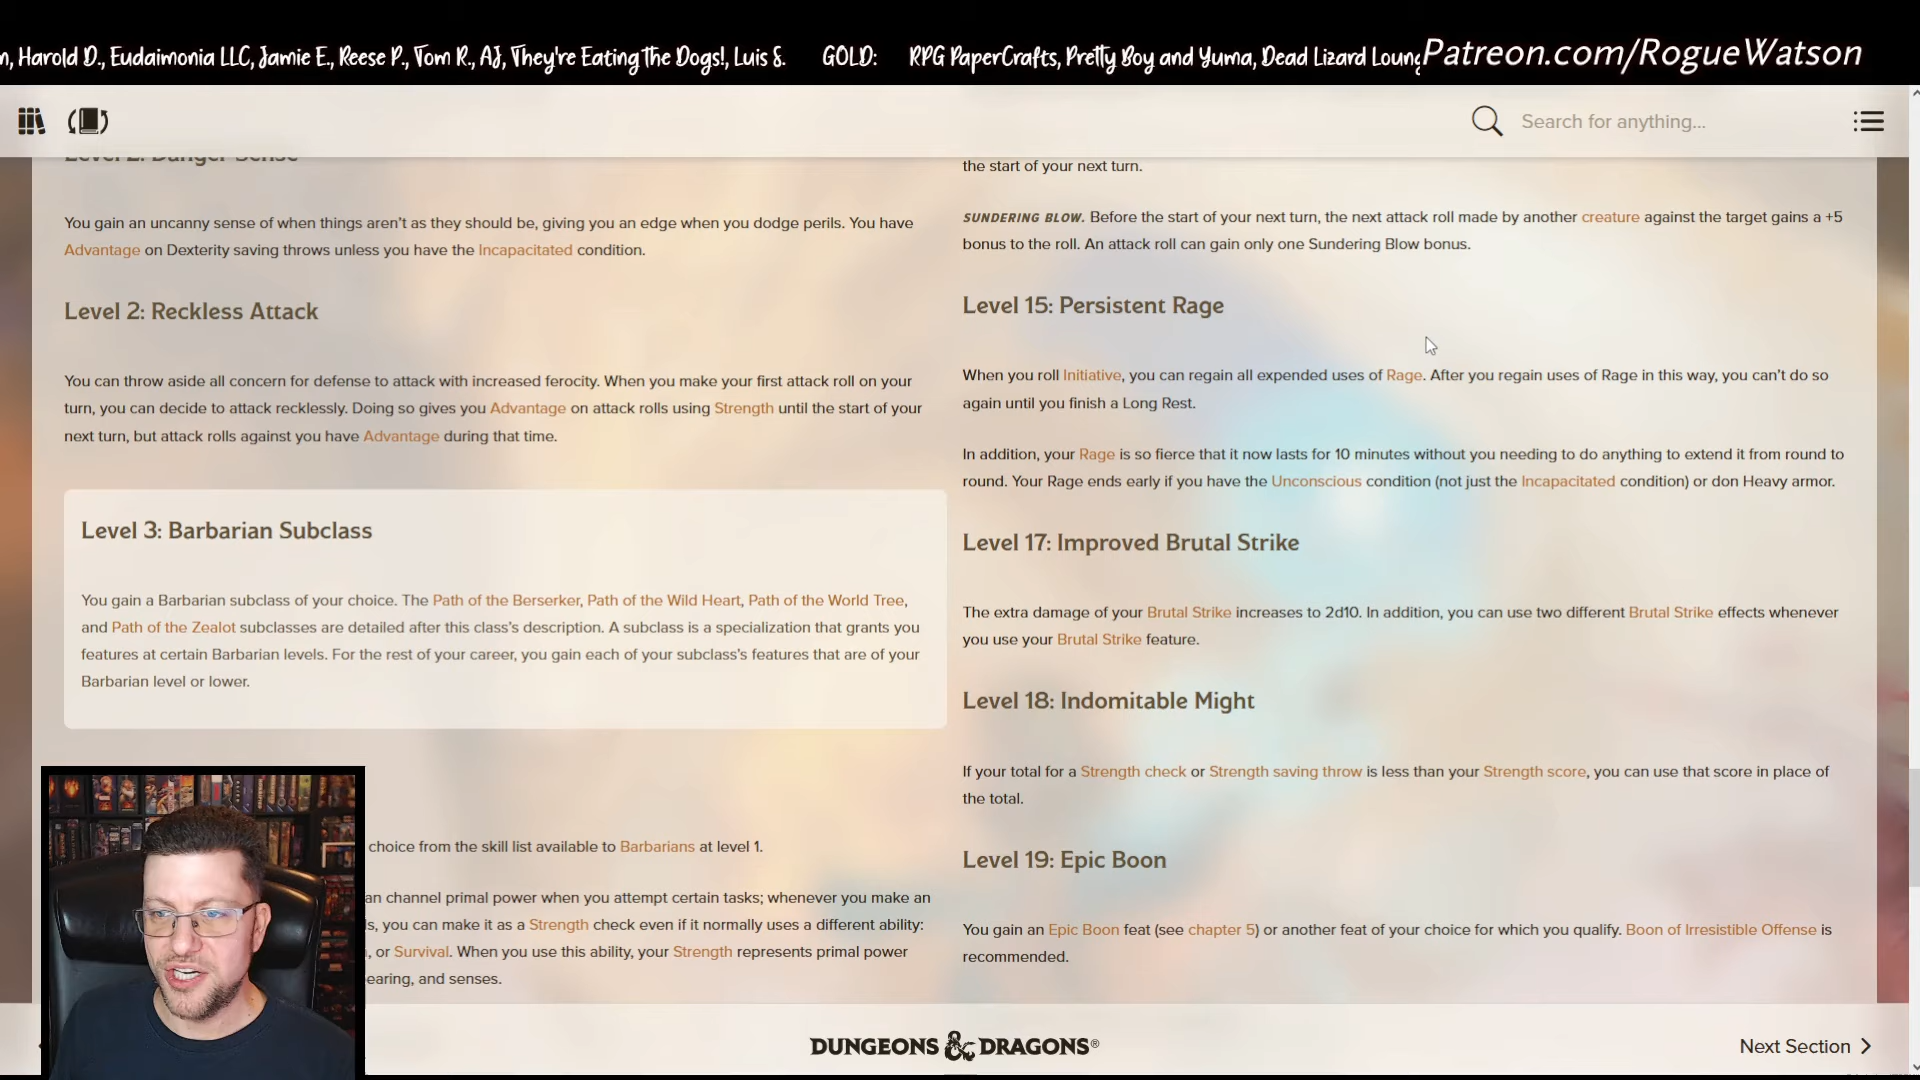 n, Harold D., Eudaimonia LLC, Jamie E., Reese P., Tom R., AJ, They're Eating The Dogs!, Luis S. GOLD: RPG PaperCrafts, Pretty Boy and Yuma, Dead Lizard Loung
Patreon.com/RogueWatson
Search for anything...
Level 2: Danger Sense
You gain an uncanny sense of when things aren't as they should be, giving you an edge when you dodge perils. You have
Advantage on Dexterity saving throws unless you have the Incapacitated condition.
Level 2: Reckless Attack
You can throw aside all concern for defense to attack with increased ferocity. When you make your first attack roll on your
turn, you can decide to attack recklessly. Doing so gives you Advantage on attack rolls using Strength until the start of your
next turn, but attack rolls against you have Advantage during that time.
Level 3: Barbarian Subclass
You gain a Barbarian subclass of your choice. The Path of the Berserker, Path of the Wild Heart, Path of the World Tree,
and Path of the Zealot subclasses are detailed after this class's description. A subclass is a specialization that grants you
features at certain Barbarian levels. For the rest of your career, you gain each of your subclass's features that are of your
Barbarian level or lower.
choice from the skill list available to Barbarians at level 1.
an channel primal power when you attempt certain tasks; whenever you make an
s, you can make it as a Strength check even if it normally uses a different ability:
, or Survival. When you use this ability, your Strength represents primal power
earing, and senses.
the start of your next turn.
SUNDERING BLOW. Before the start of your next turn, the next attack roll made by another creature against the target gains a +5
bonus to the roll. An attack roll can gain only one Sundering Blow bonus.
Level 15: Persistent Rage
When you roll Initiative, you can regain all expended uses of Rage. After you regain uses of Rage in this way, you can't do so
again until you finish a Long Rest.
In addition, your Rage is so fierce that it now lasts for 10 minutes without you needing to do anything to extend it from round to
round. Your Rage ends early if you have the Unconscious condition (not just the Incapacitated condition) or don Heavy armor.
Level 17: Improved Brutal Strike
The extra damage of your Brutal Strike increases to 2d10. In addition, you can use two different Brutal Strike effects whenever
you use your Brutal Strike feature.
Level 18: Indomitable Might
If your total for a Strength check or Strength saving throw is less than your Strength score, you can use that score in place of
the total.
Level 19: Epic Boon
You gain an Epic Boon feat (see chapter 5) or another feat of your choice for which you qualify. Boon of Irresistible Offense is
recommended.
DUNGEONS & DRAGONS®
Next Section